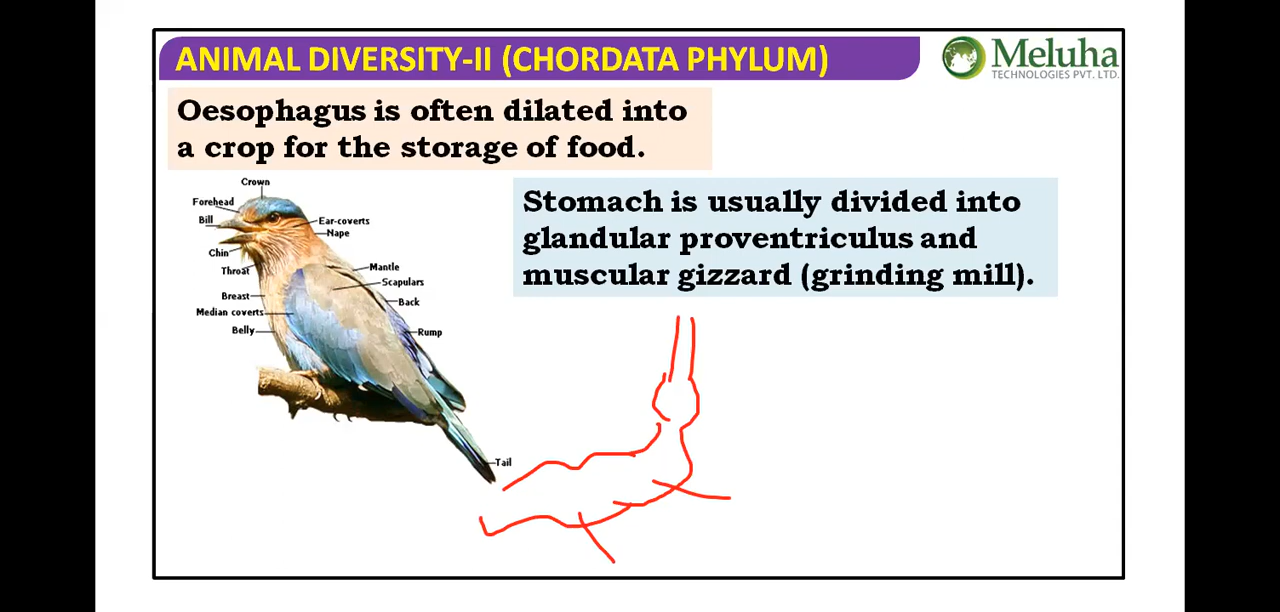 ANIMAL DIVERSITY-II (CHORDATA PHYLUM)
Meluha
TECHNOLOGIES PVT. LTD.
Oesophagus is often dilated into
a crop for the storage of food.
Stomach is usually divided into
glandular proventriculus and
muscular gizzard (grinding mill).
Crown
Forehead
Bill
Chin
Throat
Breast
Median coverts
Belly
Ear-coverts
Nape
Mantle
Scapulars
Back
Rump
Tail